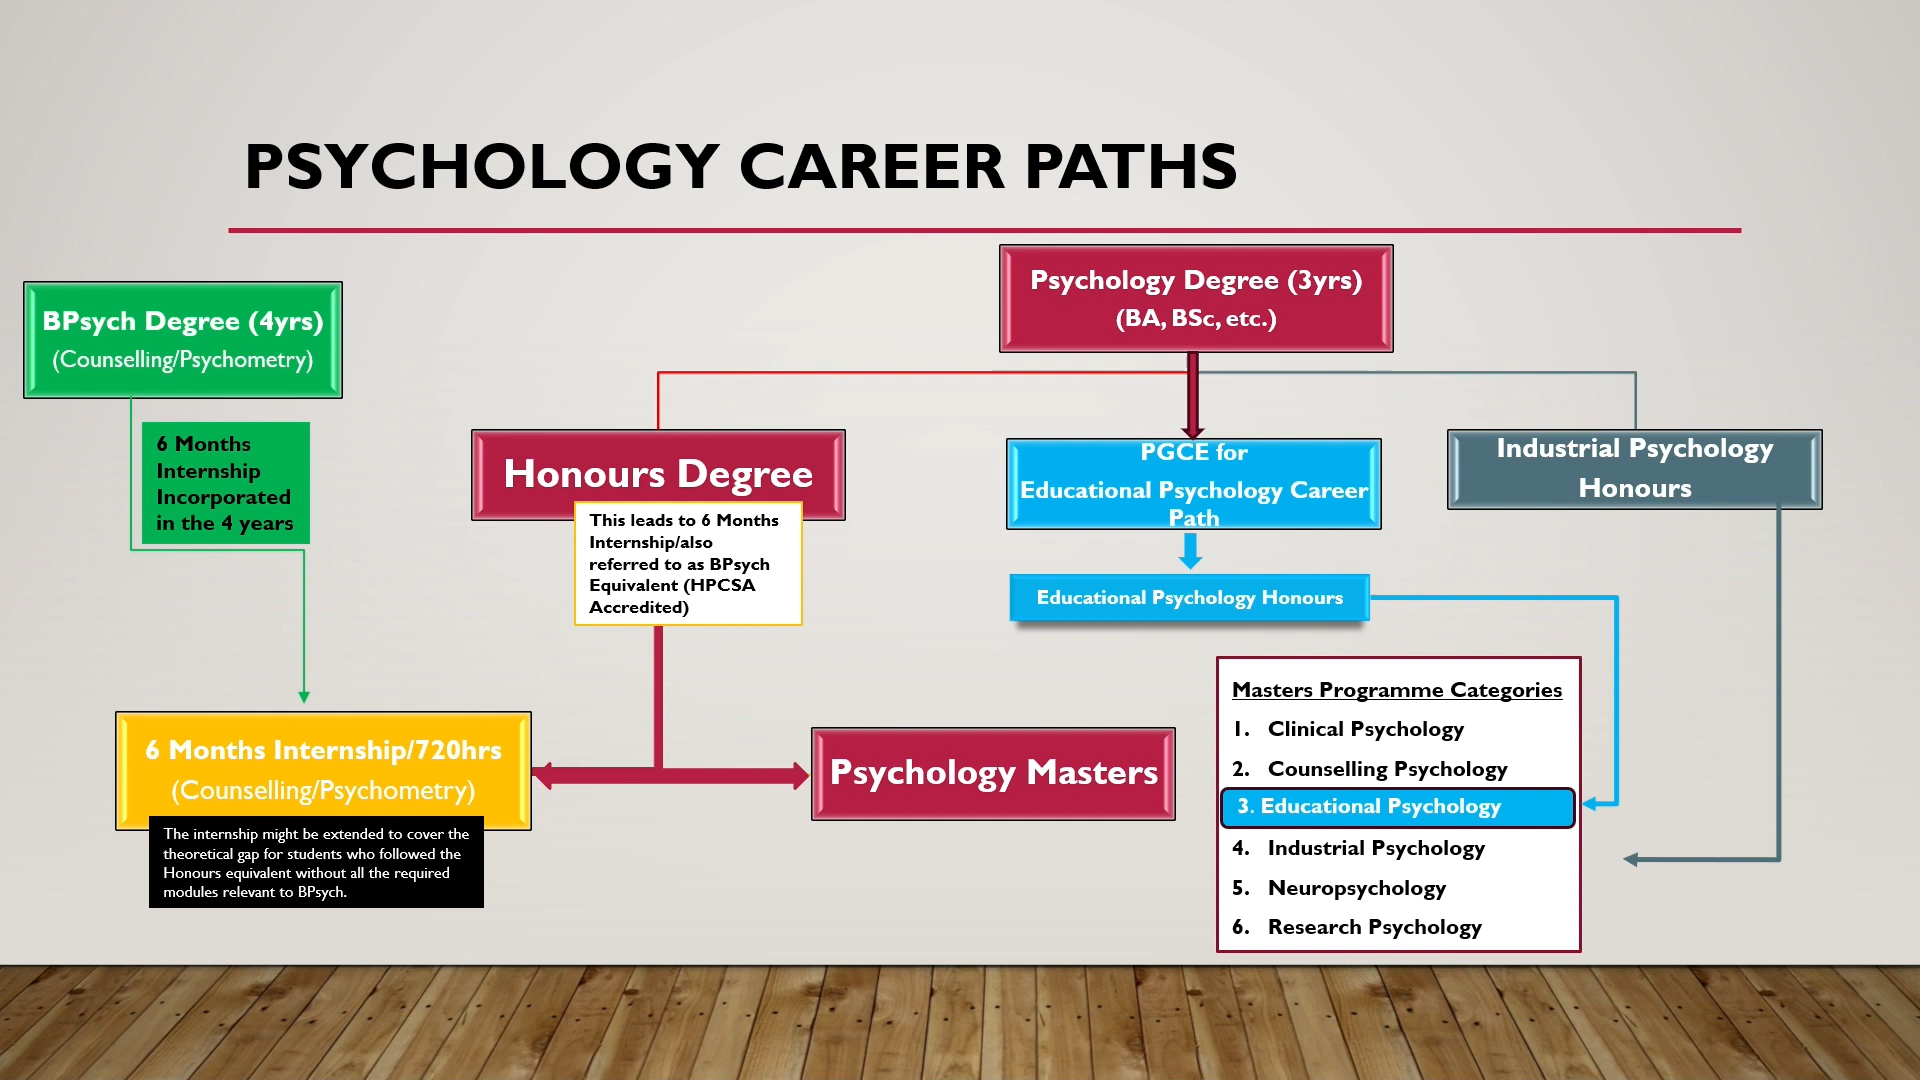 PSYCHOLOGY CAREER PATHS
Psychology Degree (3yrs)
(BA, BSc, etc.)
BPsych Degree (4yrs)
(Counselling/Psychometry)
6 Months
Internship
Incorporated
in the 4 years
Honours Degree
This leads to 6 Months
Internship/also
referred to as BPsych
Equivalent (HPCSA
Accredited)
PGCE for
Educational Psychology Career
Path
Educational Psychology Honours
Industrial Psychology
Honours
6 Months Internship/720hrs
(Counselling/Psychometry)
The internship might be extended to cover the
theoretical gap for students who followed the
Honours equivalent without all the required
modules relevant to BPsych.
Psychology Masters
Masters Programme Categories
1. Clinical Psychology
2. Counselling Psychology
3. Educational Psychology
4. Industrial Psychology
5. Neuropsychology
6. Research Psychology